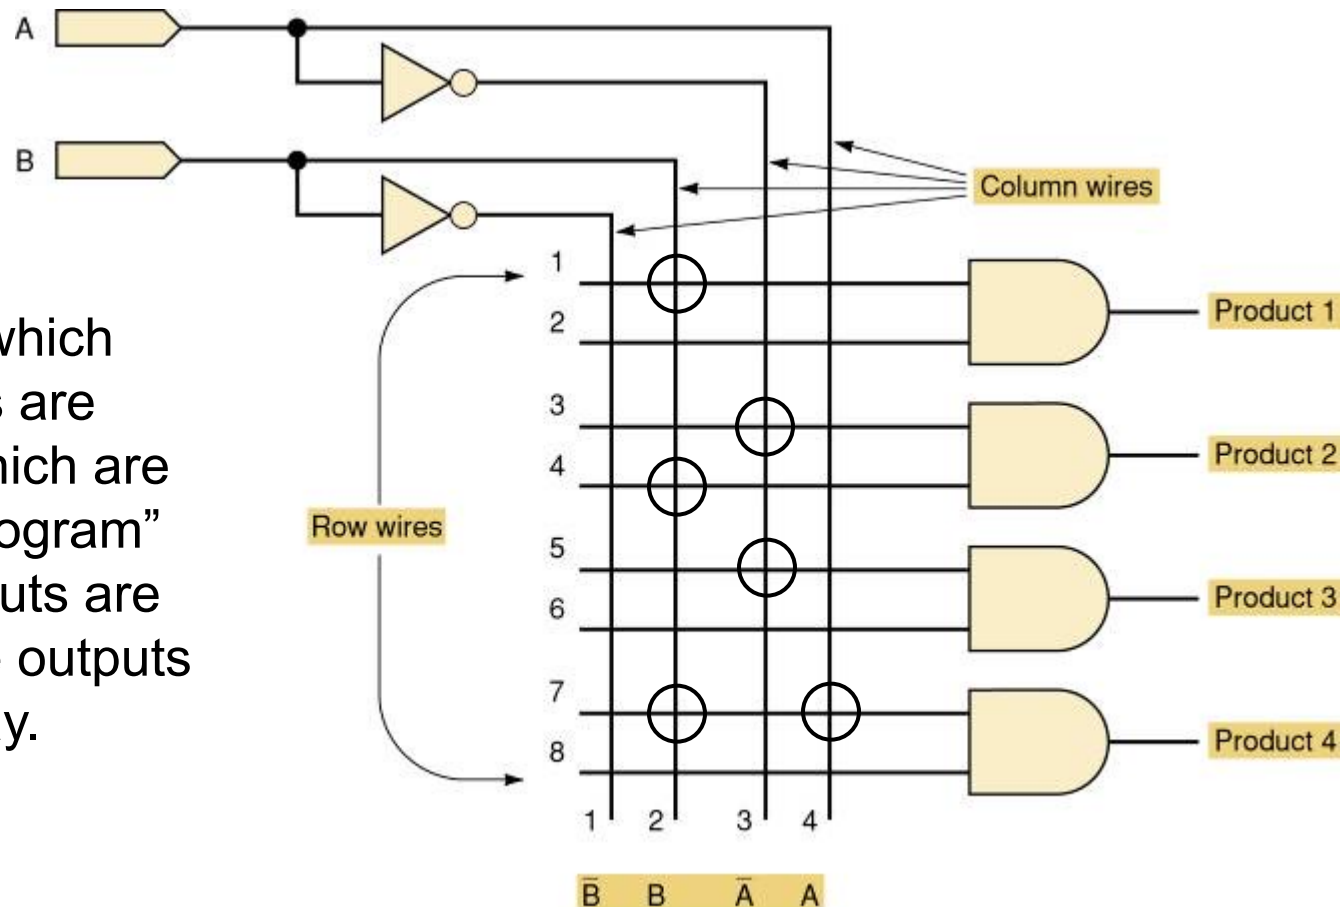 A
B
Column wires
1
2
3
4
5
6
7
8
which
s are
hich are
ogram”
uts are
outputs
y.
Row wires
Product 1
Product 2
Product 3
Product 4
1 2 3 4
B̅ B A̅ A